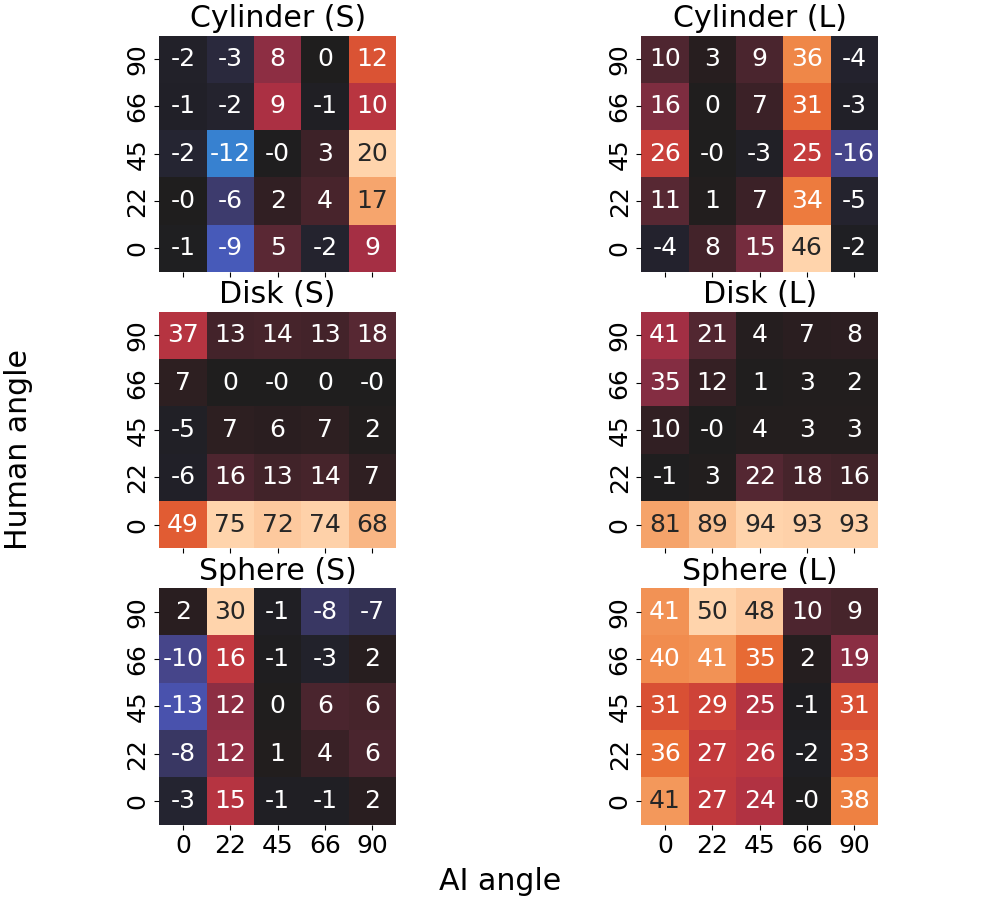 Cylinder (S) Cylinder (L)
90 -2 -3 8 0 12 90 10 3 9 36 -4
66 -1 -2 9 -1 10 66 16 0 7 31 -3
45 -2 -12 -0 3 20 45 26 -0 -3 25 -16
22 -0 -6 2 4 17 22 11 1 7 34 -5
0 -1 -9 5 -2 9 0 -4 8 15 46 -2
Disk (S) Disk (L)
90 37 13 14 13 18 90 41 21 4 7 8
66 7 0 -0 0 -0 66 35 12 1 3 2
45 -5 7 6 7 2 45 10 -0 4 3 3
22 -6 16 13 14 7 22 -1 3 22 18 16
0 49 75 72 74 68 0 81 89 94 93 93
Human angle
Sphere (S) Sphere (L)
90 2 30 -1 -8 -7 90 41 50 48 10 9
66 -10 16 -1 -3 2 66 40 41 35 2 19
45 -13 12 0 6 6 45 31 29 25 -1 31
22 -8 12 1 4 6 22 36 27 26 -2 33
0 -3 15 -1 -1 2 0 41 27 24 -0 38
0 22 45 66 90 0 22 45 66 90
AI angle